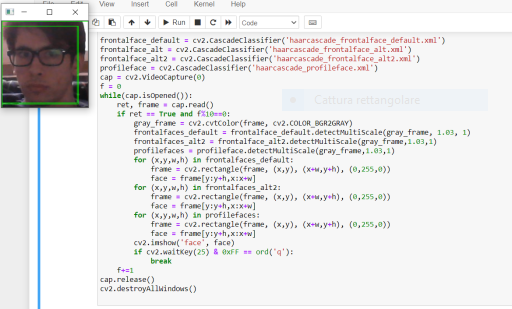 File Edit View Insert Cell Kernel Help
Run
Code
frontalface_default = cv2.CascadeClassifier('haarcascade_frontalface_default.xml')
frontalface_alt = cv2.CascadeClassifier('haarcascade_frontalface_alt.xml')
frontalface_alt2 = cv2.CascadeClassifier('haarcascade_frontalface_alt2.xml')
profileface = cv2.CascadeClassifier('haarcascade_profileface.xml')
cap = cv2.VideoCapture(0)
f = 0
while(cap.isOpened()):
    ret, frame = cap.read()
    if ret == True and f%10==0:
        gray_frame = cv2.cvtColor(frame, cv2.COLOR_BGR2GRAY)
        frontalfaces_default = frontalface_default.detectMultiScale(gray_frame, 1.03, 1)
        frontalfaces_alt2 = frontalface_alt2.detectMultiScale(gray_frame,1.03,1)
        profilefaces = profileface.detectMultiScale(gray_frame,1.03,1)
        for (x,y,w,h) in frontalfaces_default:
            frame = cv2.rectangle(frame, (x,y), (x+w,y+h), (0,255,0))
            face = frame[y:y+h,x:x+w]
        for (x,y,w,h) in frontalfaces_alt2:
            frame = cv2.rectangle(frame, (x,y), (x+w,y+h), (0,255,0))
            face = frame[y:y+h,x:x+w]
        for (x,y,w,h) in profilefaces:
            frame = cv2.rectangle(frame, (x,y), (x+w,y+h), (0,255,0))
            face = frame[y:y+h,x:x+w]
        cv2.imshow('face', face)
        if cv2.waitKey(25) & 0xFF == ord('q'):
            break
    f+=1
cap.release()
cv2.destroyAllWindows()
Cattura rettangolare